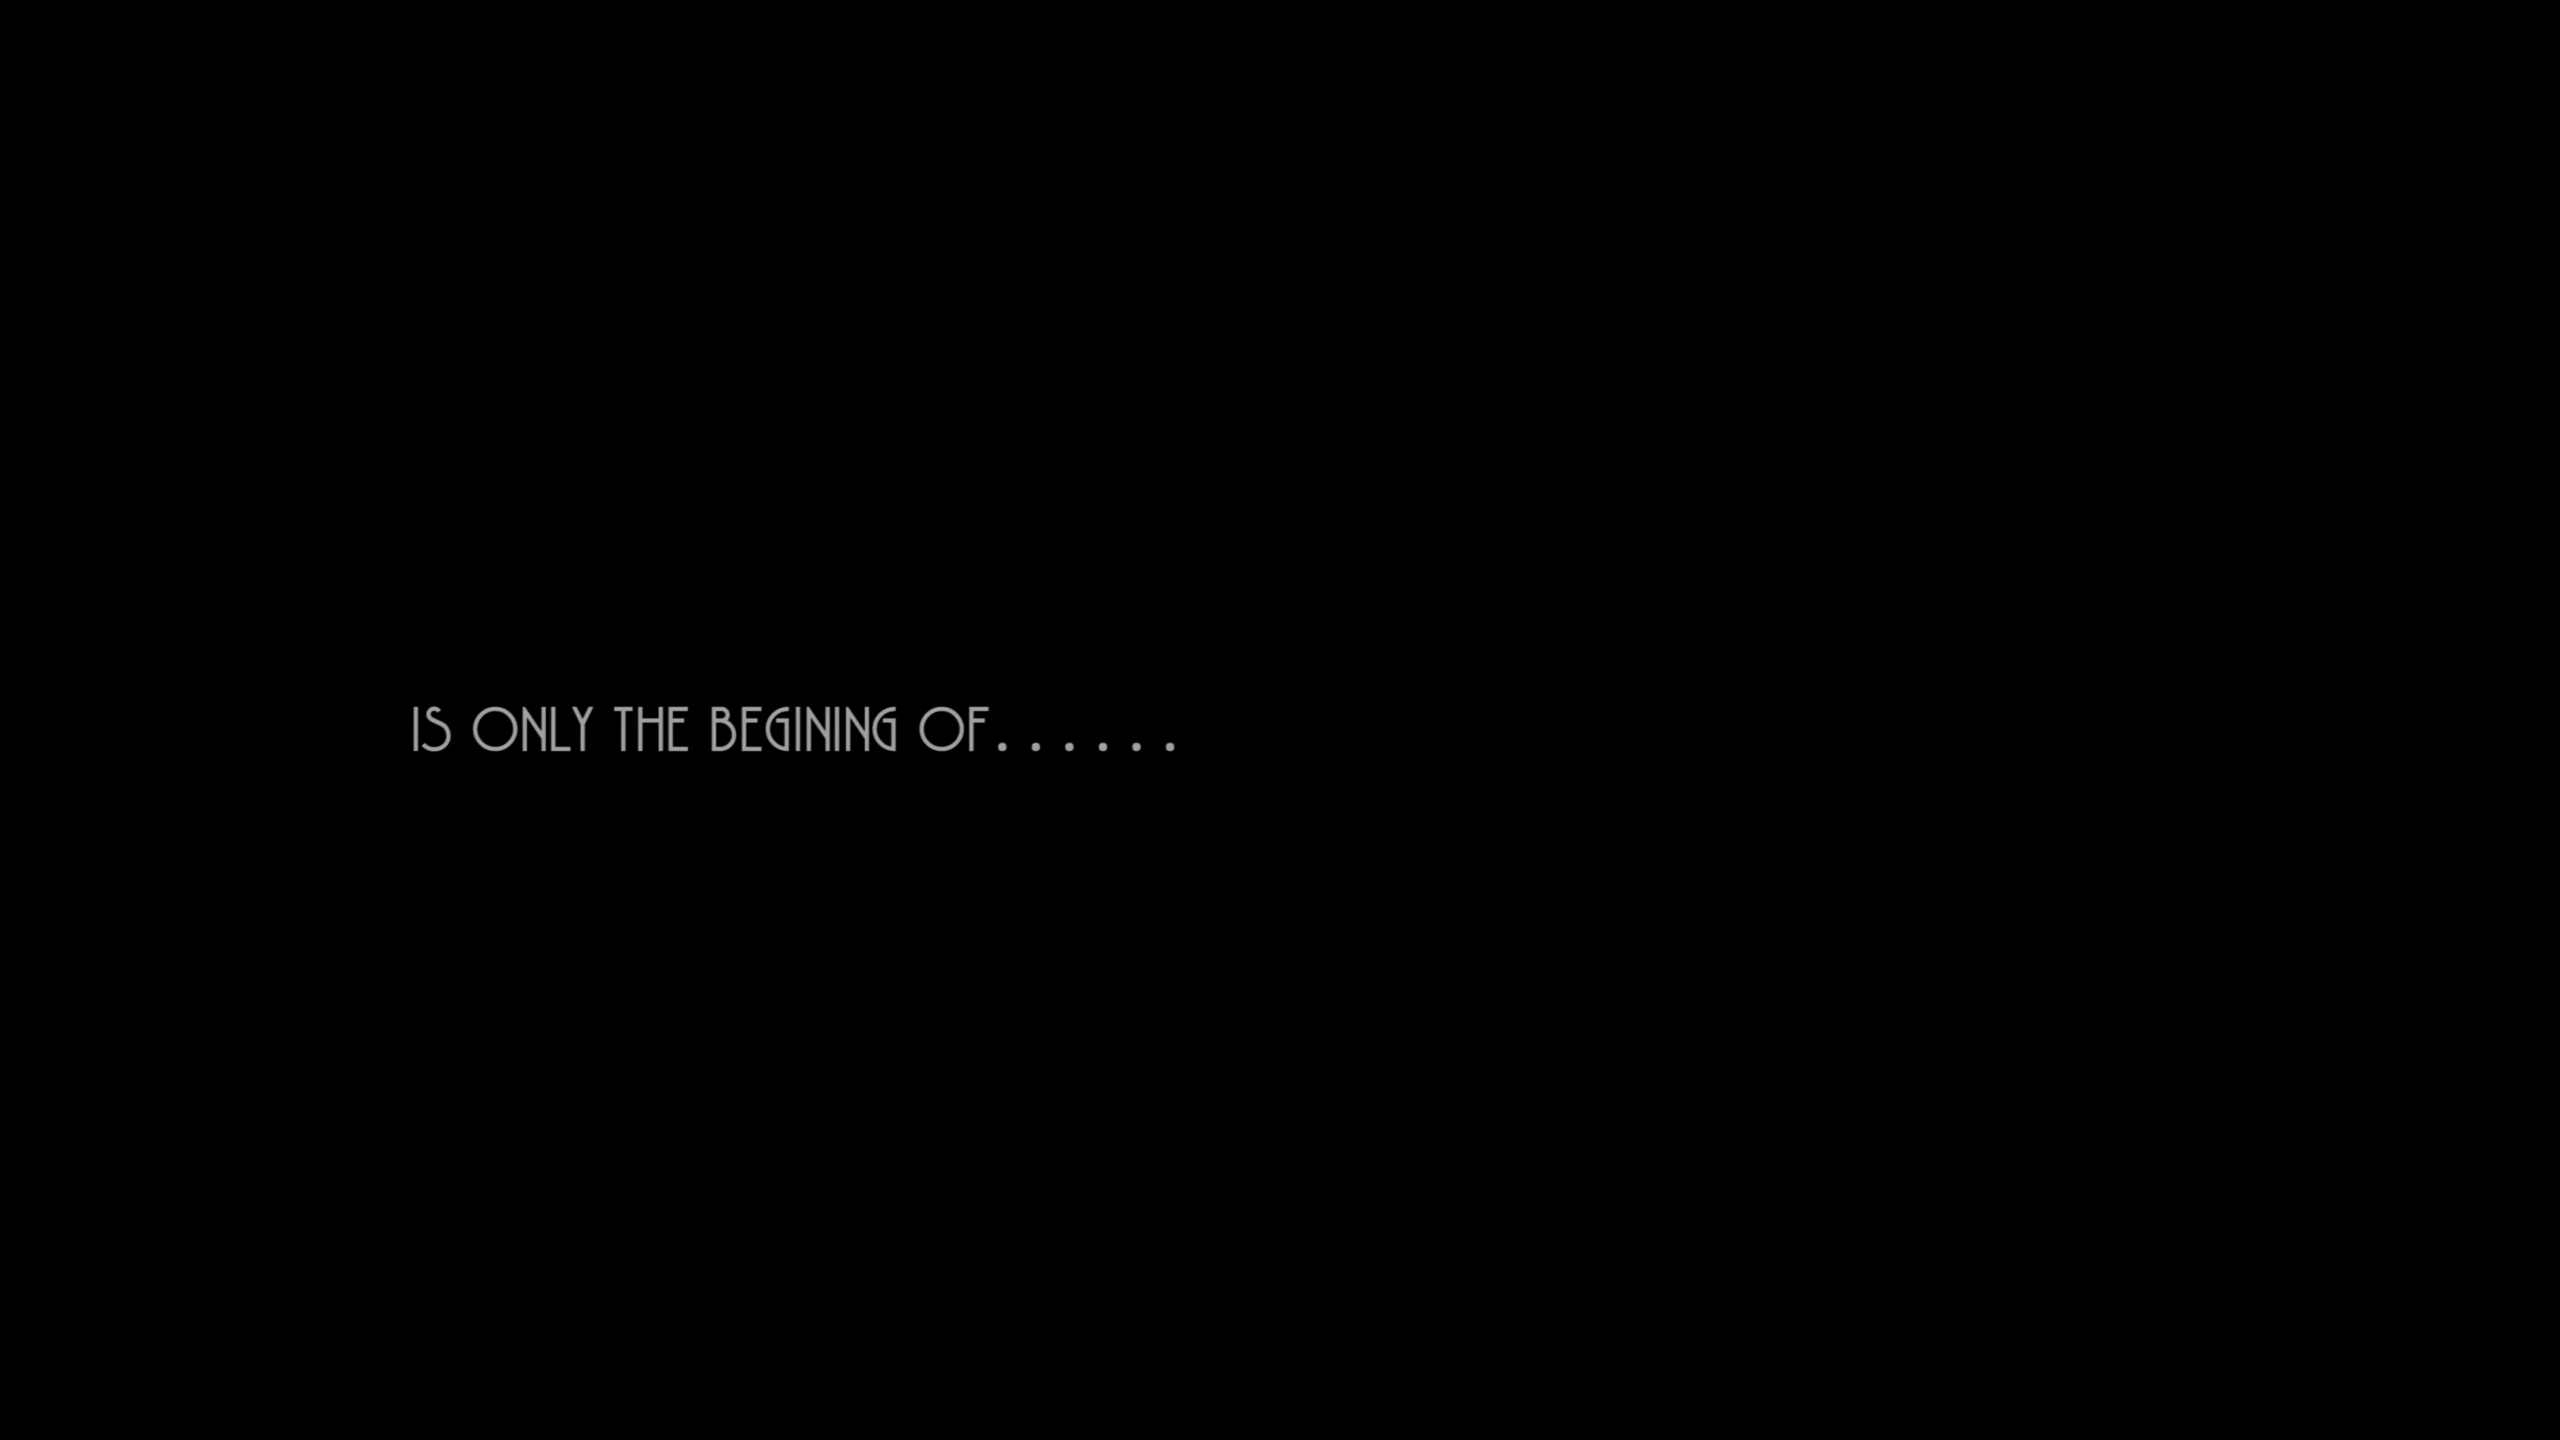 IS ONLY THE BEGINING OF......